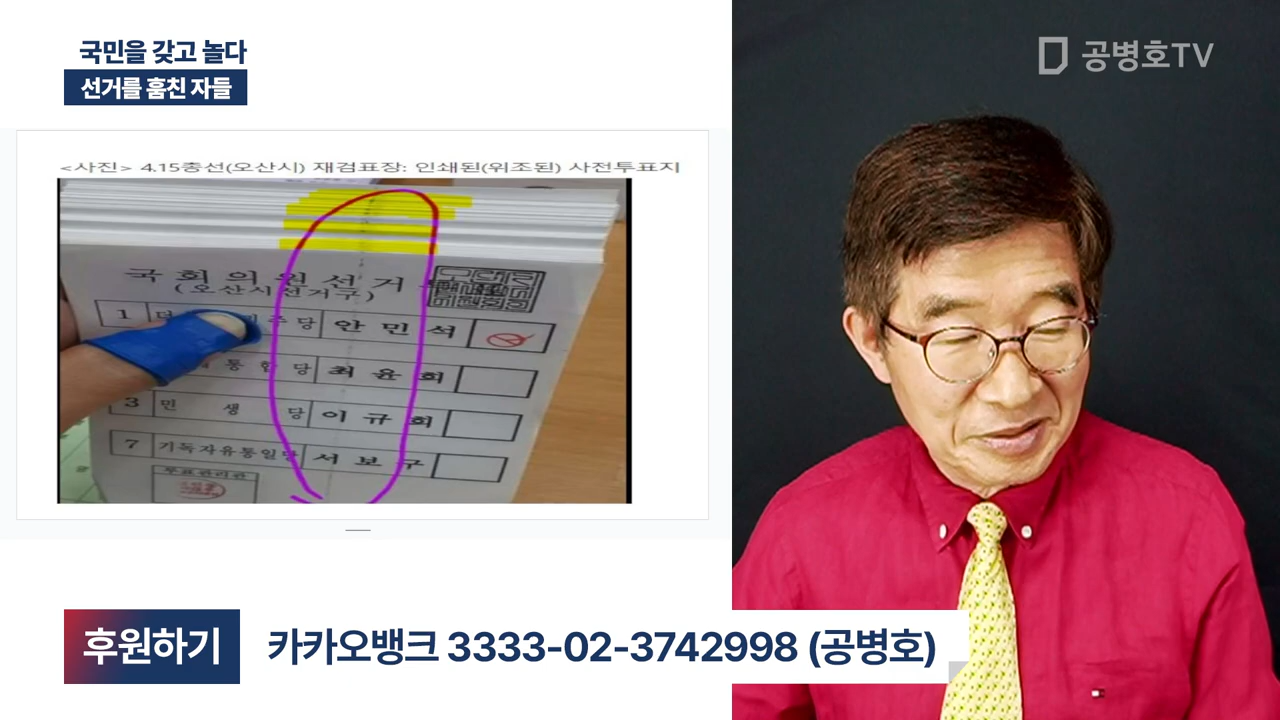 국민을 갖고 놀다
선거를 훔친 자들
공병호TV
<사진> 4.15총선(오산시) 재검표장: 인쇄된(위조된) 사전투표지
국회의원선거
(오산시선거구)
1 안민석
최윤희
3 민생당 이규희
7 기독자유통일당 서보구
투표관리관
후원하기
카카오뱅크 3333-02-3742998 (공병호)